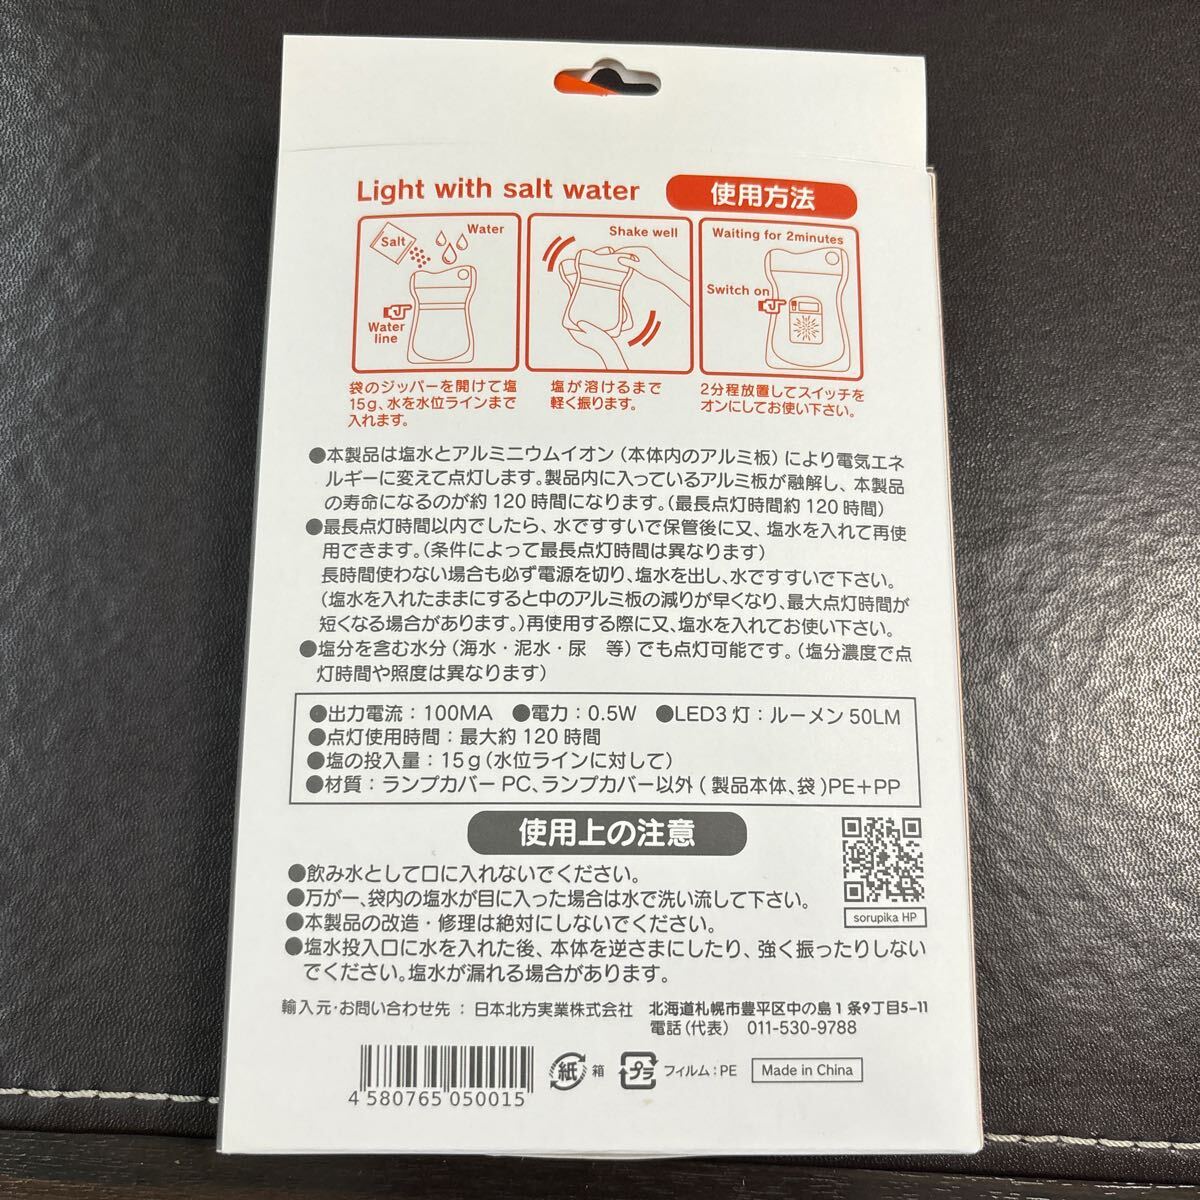 Light with salt water 使用方法
Salt
Water
Water
line
Shake well
Waiting for 2minutes
Switch on
袋のジッパーを開けて塩
15g、水を水位ラインまで
入れます。
塩が溶けるまで
軽く振ります。
2分程放置してスイッチを
オンにしてお使い下さい。
●本製品は塩水とアルミニウムイオン(本体内のアルミ板)により電気エネ
ルギーに変えて点灯します。製品内に入っているアルミ板が融解し、本製品
の寿命になるのが約120時間になります。(最長点灯時間約120時間)
●最長点灯時間以内でしたら、水ですすいで保管後に又、塩水を入れて再使
用できます。(条件によって最長点灯時間は異なります)
長時間使わない場合も必ず電源を切り、塩水を出し、水ですすいで下さい。
(塩水を入れたままにすると中のアルミ板の減りが早くなり、最大点灯時間が
短くなる場合があります。)再使用する際に又、塩水を入れてお使い下さい。
●塩分を含む水分(海水・泥水・尿 等)でも点灯可能です。(塩分濃度で点
灯時間や照度は異なります)
●出力電流：100MA ●電力：0.5W ●LED3灯：ルーメン50LM
●点灯使用時間：最大約120時間
●塩の投入量：15g(水位ラインに対して)
●材質：ランプカバーPC、ランプカバー以外(製品本体、袋)PE+PP
使用上の注意
●飲み水として口に入れないでください。
●万が一、袋内の塩水が目に入った場合は水で洗い流して下さい。
●本製品の改造・修理は絶対にしないでください。
●塩水投入口に水を入れた後、本体を逆さまにしたり、強く振ったりしない
でください。塩水が漏れる場合があります。
sorupika HP
輸入元・お問い合わせ先：日本北方実業株式会社 北海道札幌市豊平区中の島1条9丁目5-11
電話(代表) 011-530-9788
4 580765 050015
紙 箱 プラ フィルム：PE Made in China